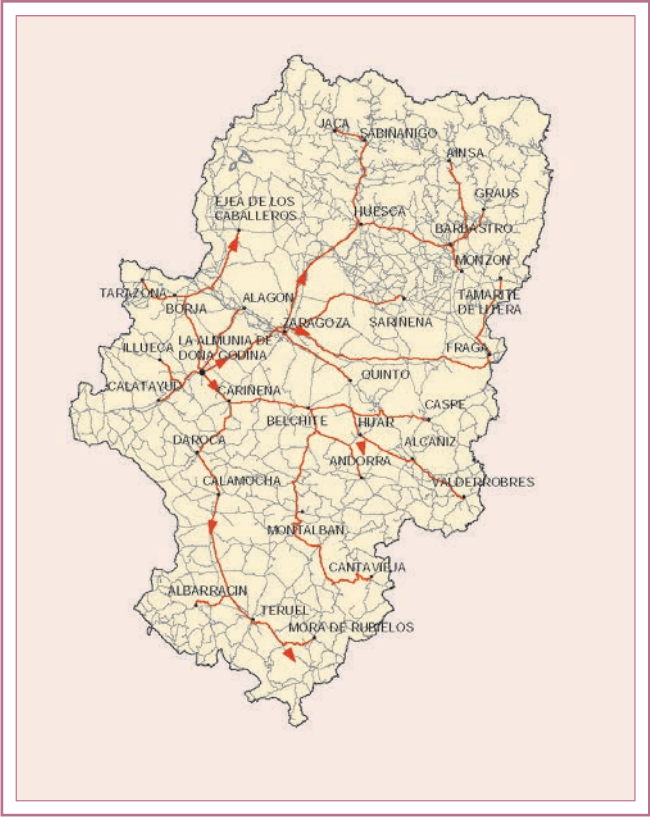 JACA
SABIÑANIGO
AINSA
GRAUS
EJEA DE LOS
CABALLEROS
HUESCA
BARBASTRO
MONZON
TARAZONA
BORJA
ALAGON
TAMARITE
DE LITERA
ZARAGOZA
SARIÑENA
LA ALMUNIA DE
DOÑA GODINA
ILLUECA
FRAGA
QUINTO
CALATAYUD
CARIÑENA
CASPE
BELCHITE
HIJAR
DAROCA
ALCAÑIZ
ANDORRA
CALAMOCHA
VALDERROBRES
MONTALBAN
CANTAVIEJA
ALBARRACIN
TERUEL
MORA DE RUBIELOS